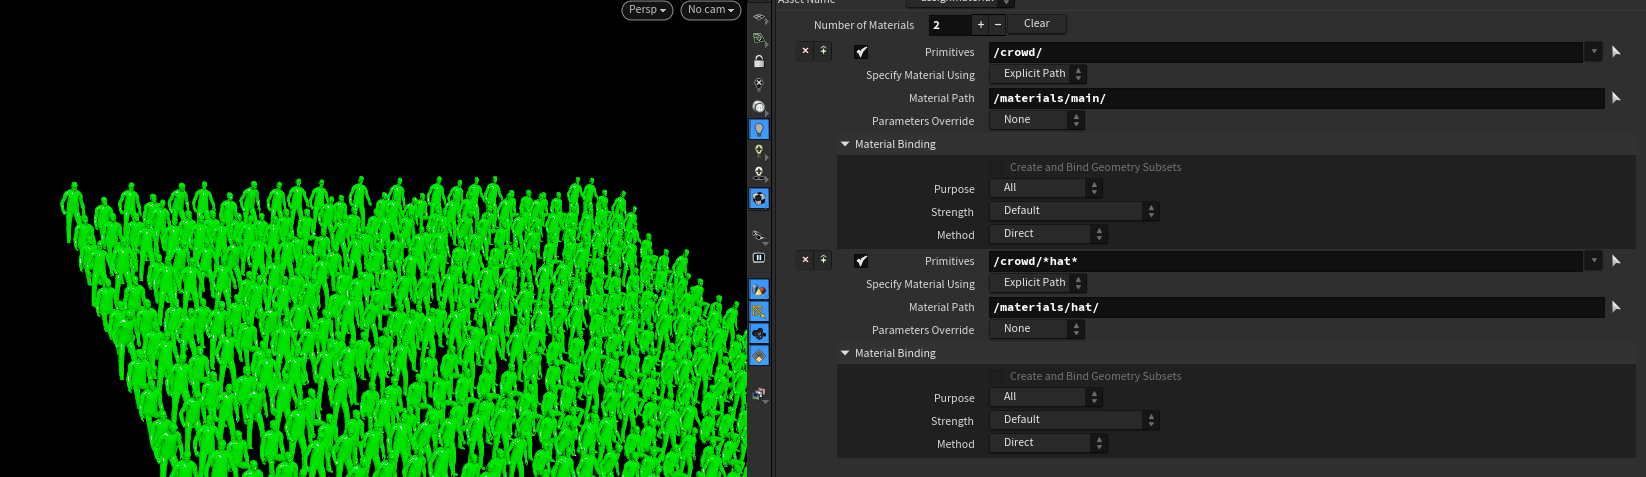 Persp
No cam
Asset Name
assignmaterial
Number of Materials 2 + − Clear
Primitives /crowd/
Specify Material Using Explicit Path
Material Path /materials/main/
Parameters Override None
Material Binding
Create and Bind Geometry Subsets
Purpose All
Strength Default
Method Direct
Primitives /crowd/*hat*
Specify Material Using Explicit Path
Material Path /materials/hat/
Parameters Override None
Material Binding
Create and Bind Geometry Subsets
Purpose All
Strength Default
Method Direct